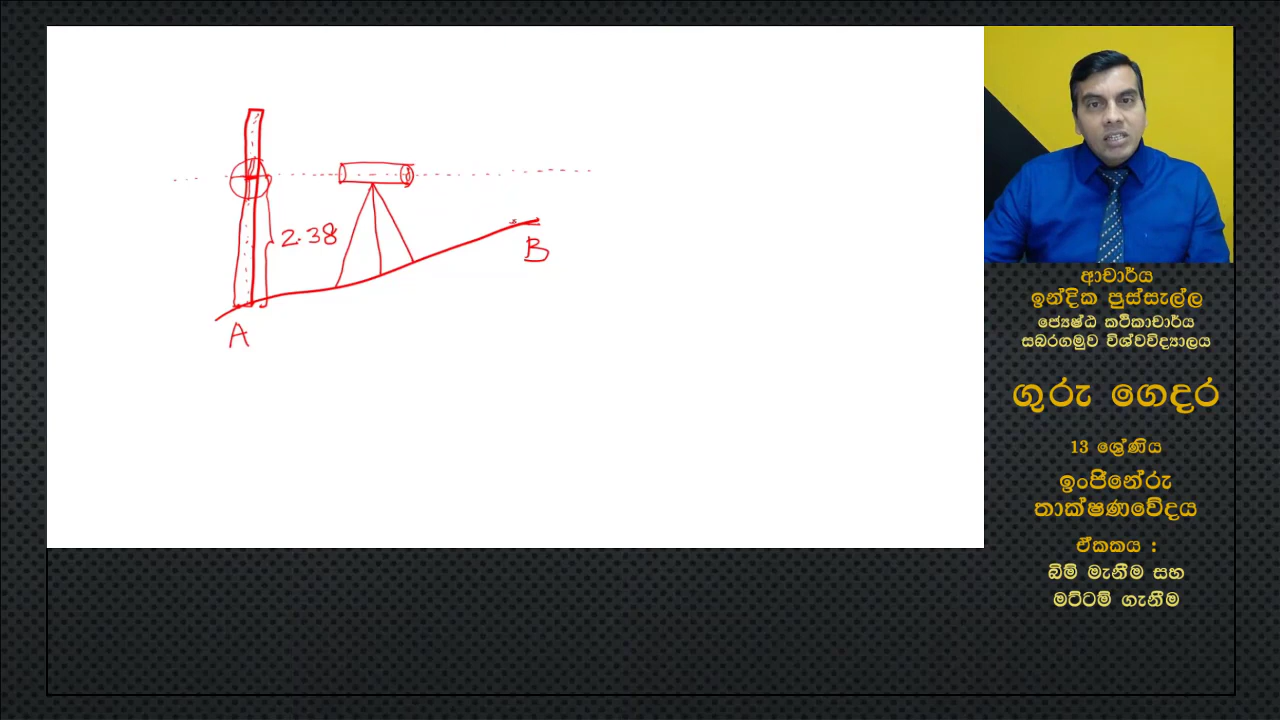 2.38
B
A
ආචාර්ය
ඉන්දික පුස්සැල්ල
ජ්‍යෙෂ්ඨ කථිකාචාර්ය
සබරගමුව විශ්වවිද්‍යාලය
ගුරු ගෙදර
13 ශ්‍රේණිය
ඉංජිනේරු
තාක්ෂණවේදය
ඒකකය :
බිම් මැනීම සහ
මට්ටම් ගැනීම